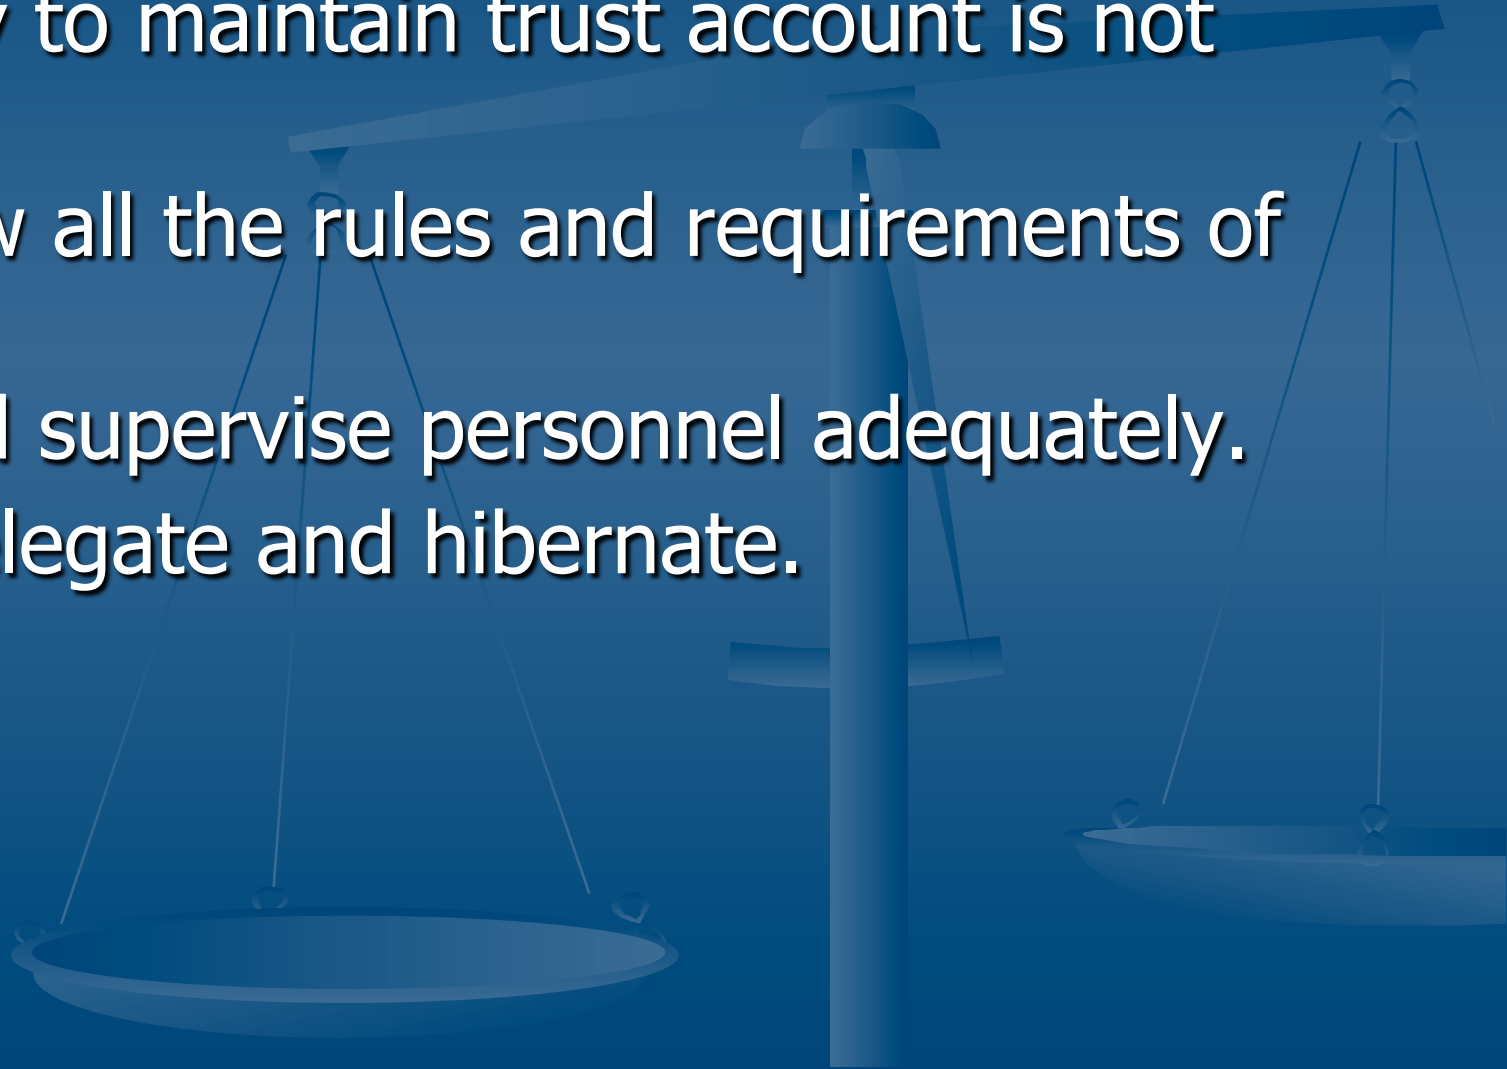 to maintain trust account is not
all the rules and requirements of
supervise personnel adequately.
legate and hibernate.